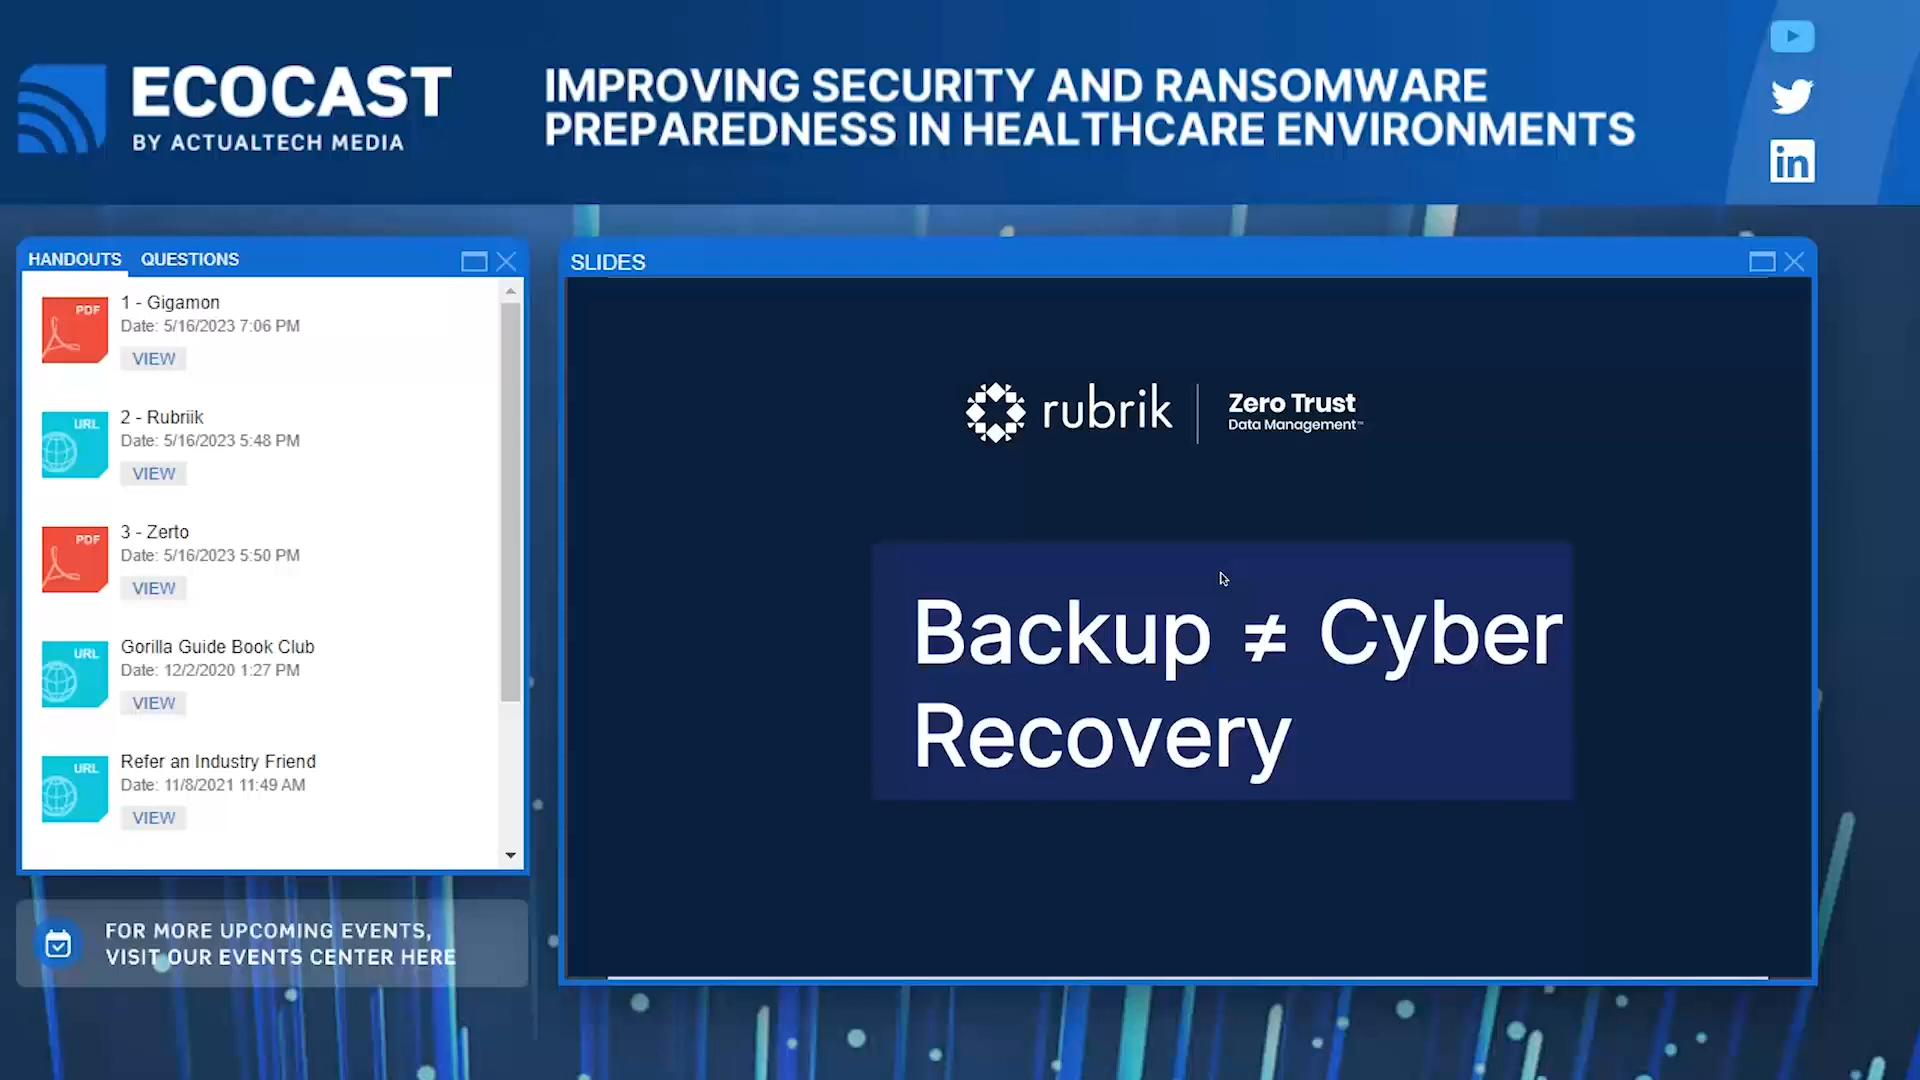 ECOCAST
BY ACTUALTECH MEDIA
IMPROVING SECURITY AND RANSOMWARE
PREPAREDNESS IN HEALTHCARE ENVIRONMENTS
in
HANDOUTS QUESTIONS
PDF
1 - Gigamon
Date: 5/16/2023 7:06 PM
VIEW
URL
2 - Rubriik
Date: 5/16/2023 5:48 PM
VIEW
PDF
3 - Zerto
Date: 5/16/2023 5:50 PM
VIEW
URL
Gorilla Guide Book Club
Date: 12/2/2020 1:27 PM
VIEW
URL
Refer an Industry Friend
Date: 11/8/2021 11:49 AM
VIEW
FOR MORE UPCOMING EVENTS,
VISIT OUR EVENTS CENTER HERE
SLIDES
rubrik
Zero Trust
Data Management™
Backup ≠ Cyber
Recovery